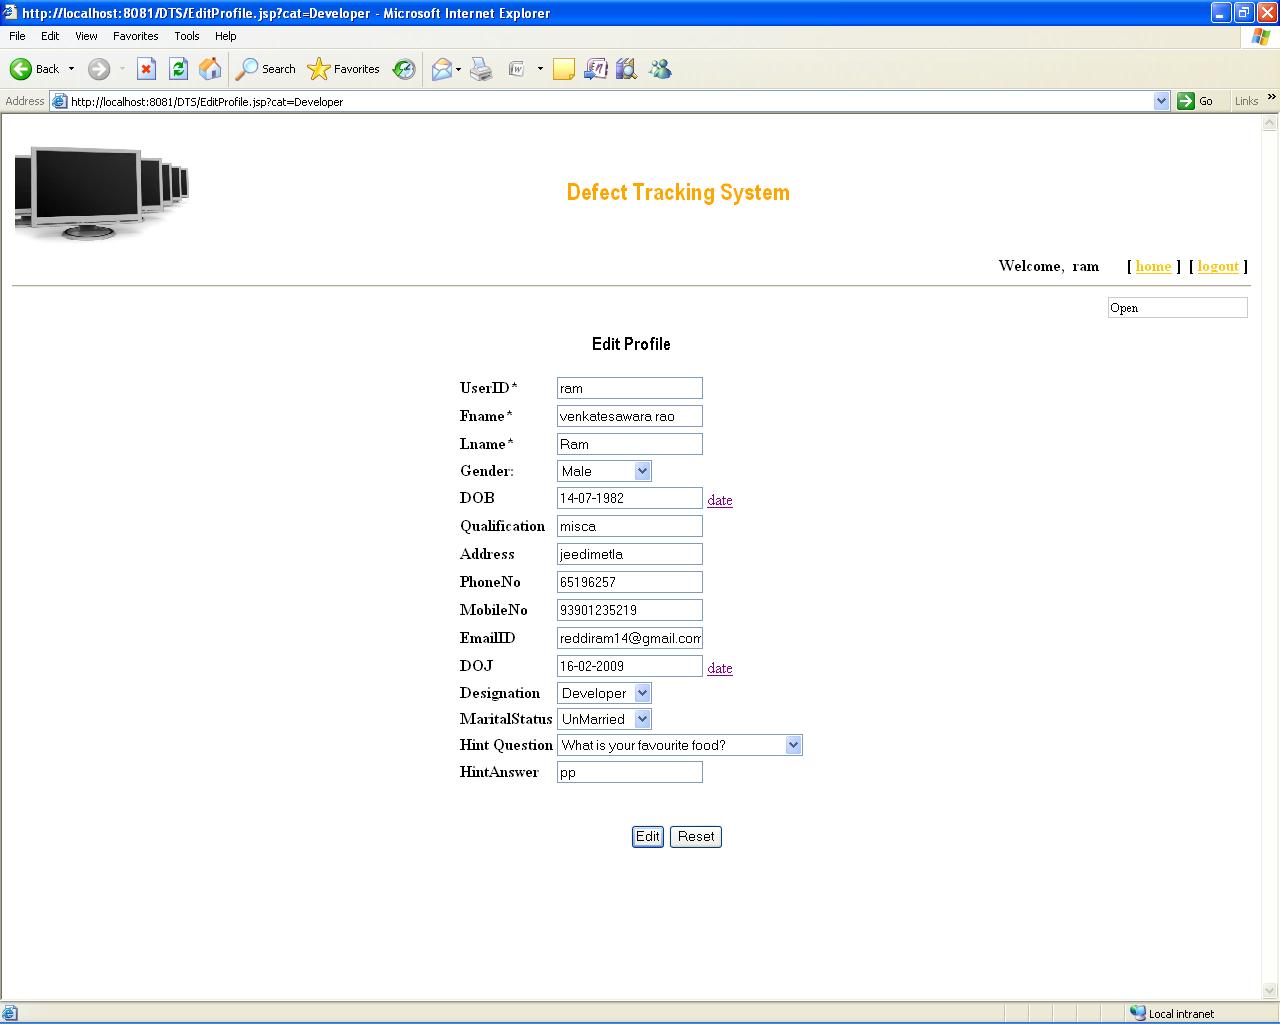 http://localhost:8081/DTS/EditProfile.jsp?cat=Developer - Microsoft Internet Explorer
File Edit View Favorites Tools Help
Back Search Favorites
Address http://localhost:8081/DTS/EditProfile.jsp?cat=Developer Go Links »
Defect Tracking System
Welcome, ram [ home ] [ logout ]
Open
Edit Profile
UserID* ram
Fname* venkatesawara rao
Lname* Ram
Gender: Male
DOB 14-07-1982 date
Qualification misca
Address jeedimetla
PhoneNo 65196257
MobileNo 93901235219
EmailID reddiram14@gmail.com
DOJ 16-02-2009 date
Designation Developer
MaritalStatus UnMarried
Hint Question What is your favourite food?
HintAnswer pp
Edit Reset
Local intranet